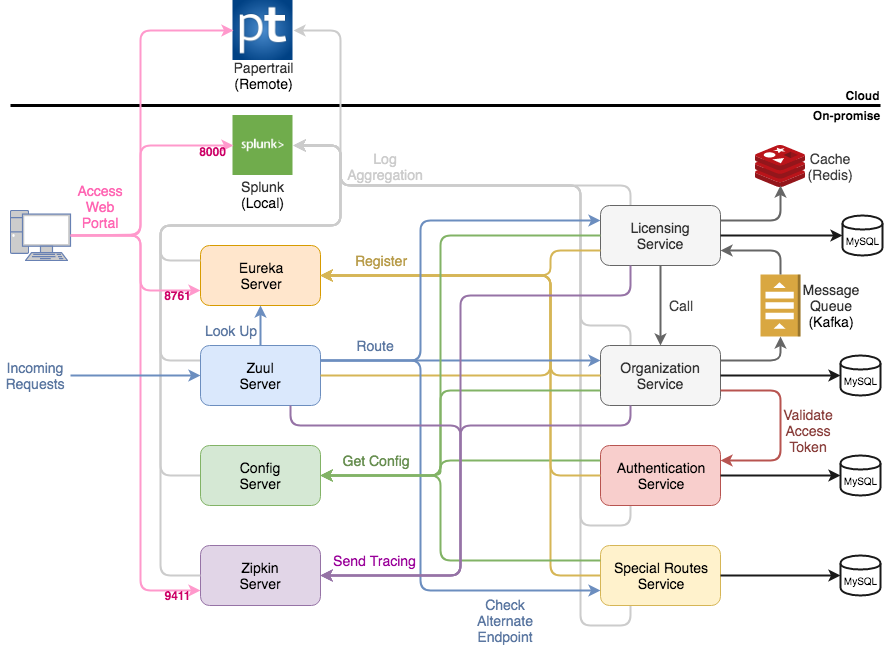 pt
Papertrail
(Remote)
Cloud
On-promise
splunk>
8000
Splunk
(Local)
Log
Aggregation
Cache
(Redis)
Access
Web
Portal
Licensing
Service
MySQL
Eureka
Server
Register
8761
Message
Queue
(Kafka)
Call
Look Up
Incoming
Requests
Zuul
Server
Route
Organization
Service
MySQL
Validate
Access
Token
Config
Server
Get Config
Authentication
Service
MySQL
Zipkin
Server
Send Tracing
9411
Special Routes
Service
MySQL
Check
Alternate
Endpoint